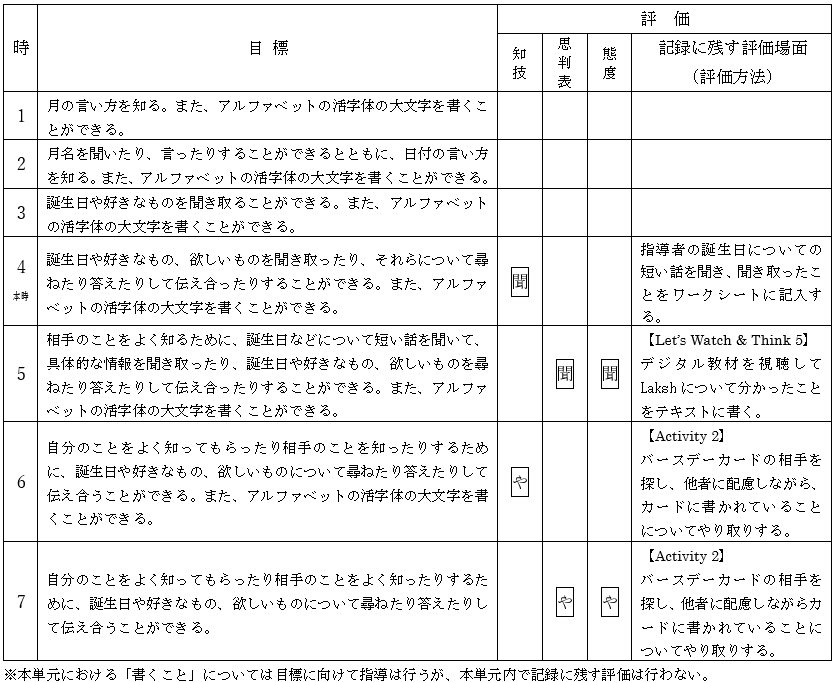 時
目 標
評 価
知技
思判表
態度
記録に残す評価場面
（評価方法）
1
月の言い方を知る。また、アルファベットの活字体の大文字を書くこ
とができる。
2
月名を聞いたり、言ったりすることができるとともに、日付の言い方
を知る。また、アルファベットの活字体の大文字を書くことができる。
3
誕生日や好きなものを聞き取ることができる。また、アルファベット
の活字体の大文字を書くことができる。
4
本時
誕生日や好きなもの、欲しいものを聞き取ったり、それらについて尋
ねたり答えたりして伝え合ったりすることができる。また、アルファ
ベットの活字体の大文字を書くことができる。
聞
指導者の誕生日についての
短い話を聞き、聞き取ったこ
とをワークシートに記入す
る。
5
相手のことをよく知るために、誕生日などについて短い話を聞いて、
具体的な情報を聞き取ったり、誕生日や好きなもの、欲しいものを尋
ねたり答えたりして伝え合ったりすることができる。また、アルファ
ベットの活字体の大文字を書くことができる。
聞
聞
【Let's Watch & Think 5】
デジタル教材を視聴して
Laksh について分かったこと
をテキストに書く。
6
自分のことをよく知ってもらったり相手のことを知ったりするため
に、誕生日や好きなもの、欲しいものについて尋ねたり答えたりして
伝え合うことができる。また、アルファベットの活字体の大文字を書
くことができる。
や
【Activity 2】
バースデーカードの相手を
探し、他者に配慮しながら、
カードに書かれていること
についてやり取りする。
7
自分のことをよく知ってもらったり相手のことをよく知ったりするた
めに、誕生日や好きなもの、欲しいものについて尋ねたり答えたりし
て伝え合うことができる。
や
や
【Activity 2】
バースデーカードの相手を
探し、他者に配慮しながらカ
ードに書かれていることに
ついてやり取りする。
※本単元における「書くこと」については目標に向けて指導は行うが、本単元内で記録に残す評価は行わない。